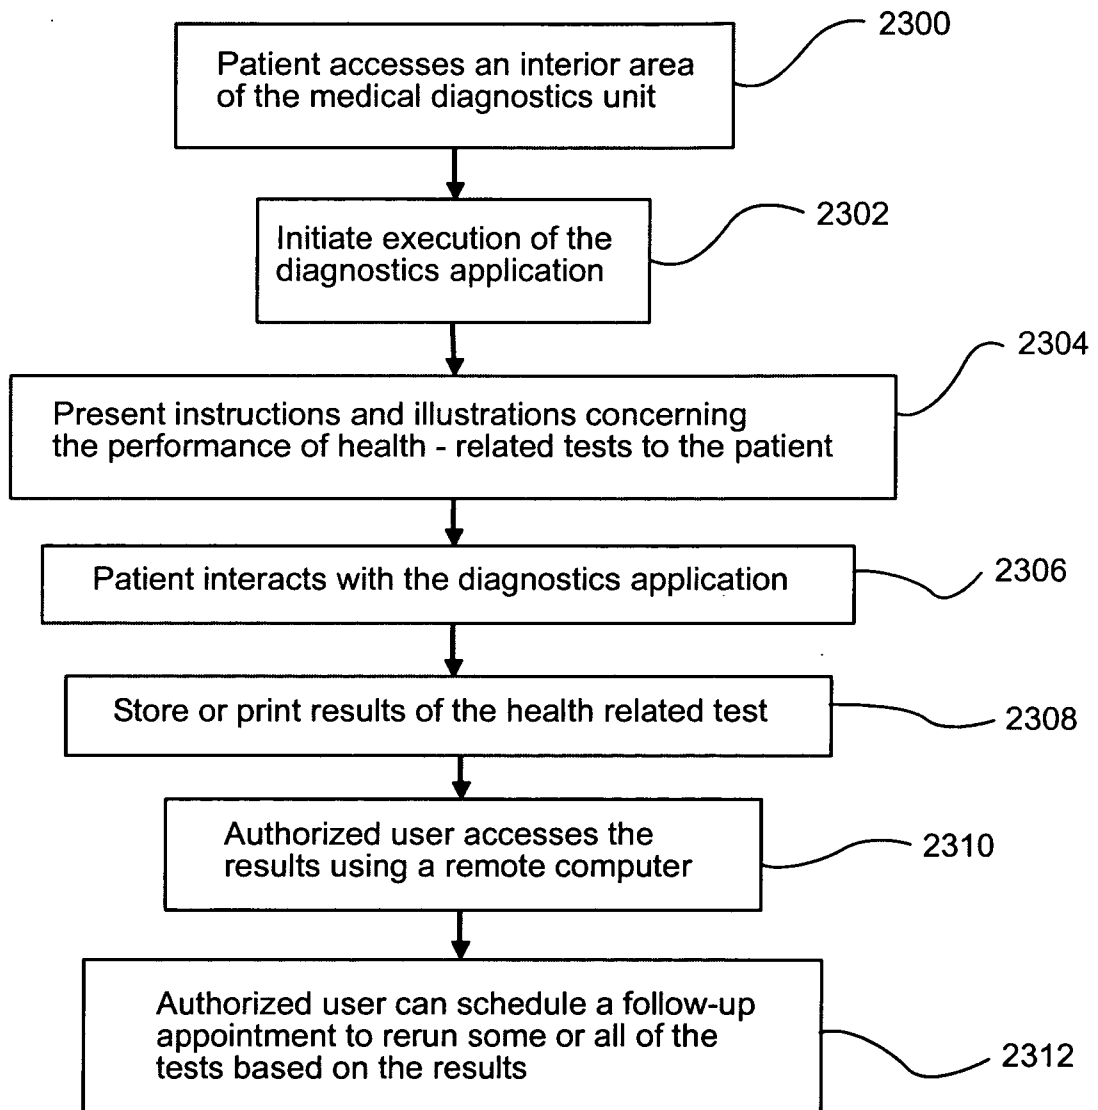 2300
Patient accesses an interior area
of the medical diagnostics unit
2302
Initiate execution of the
diagnostics application
2304
Present instructions and illustrations concerning
the performance of health - related tests to the patient
2306
Patient interacts with the diagnostics application
Store or print results of the health related test
2308
Authorized user accesses the
results using a remote computer
2310
Authorized user can schedule a follow-up
appointment to rerun some or all of the
tests based on the results
2312